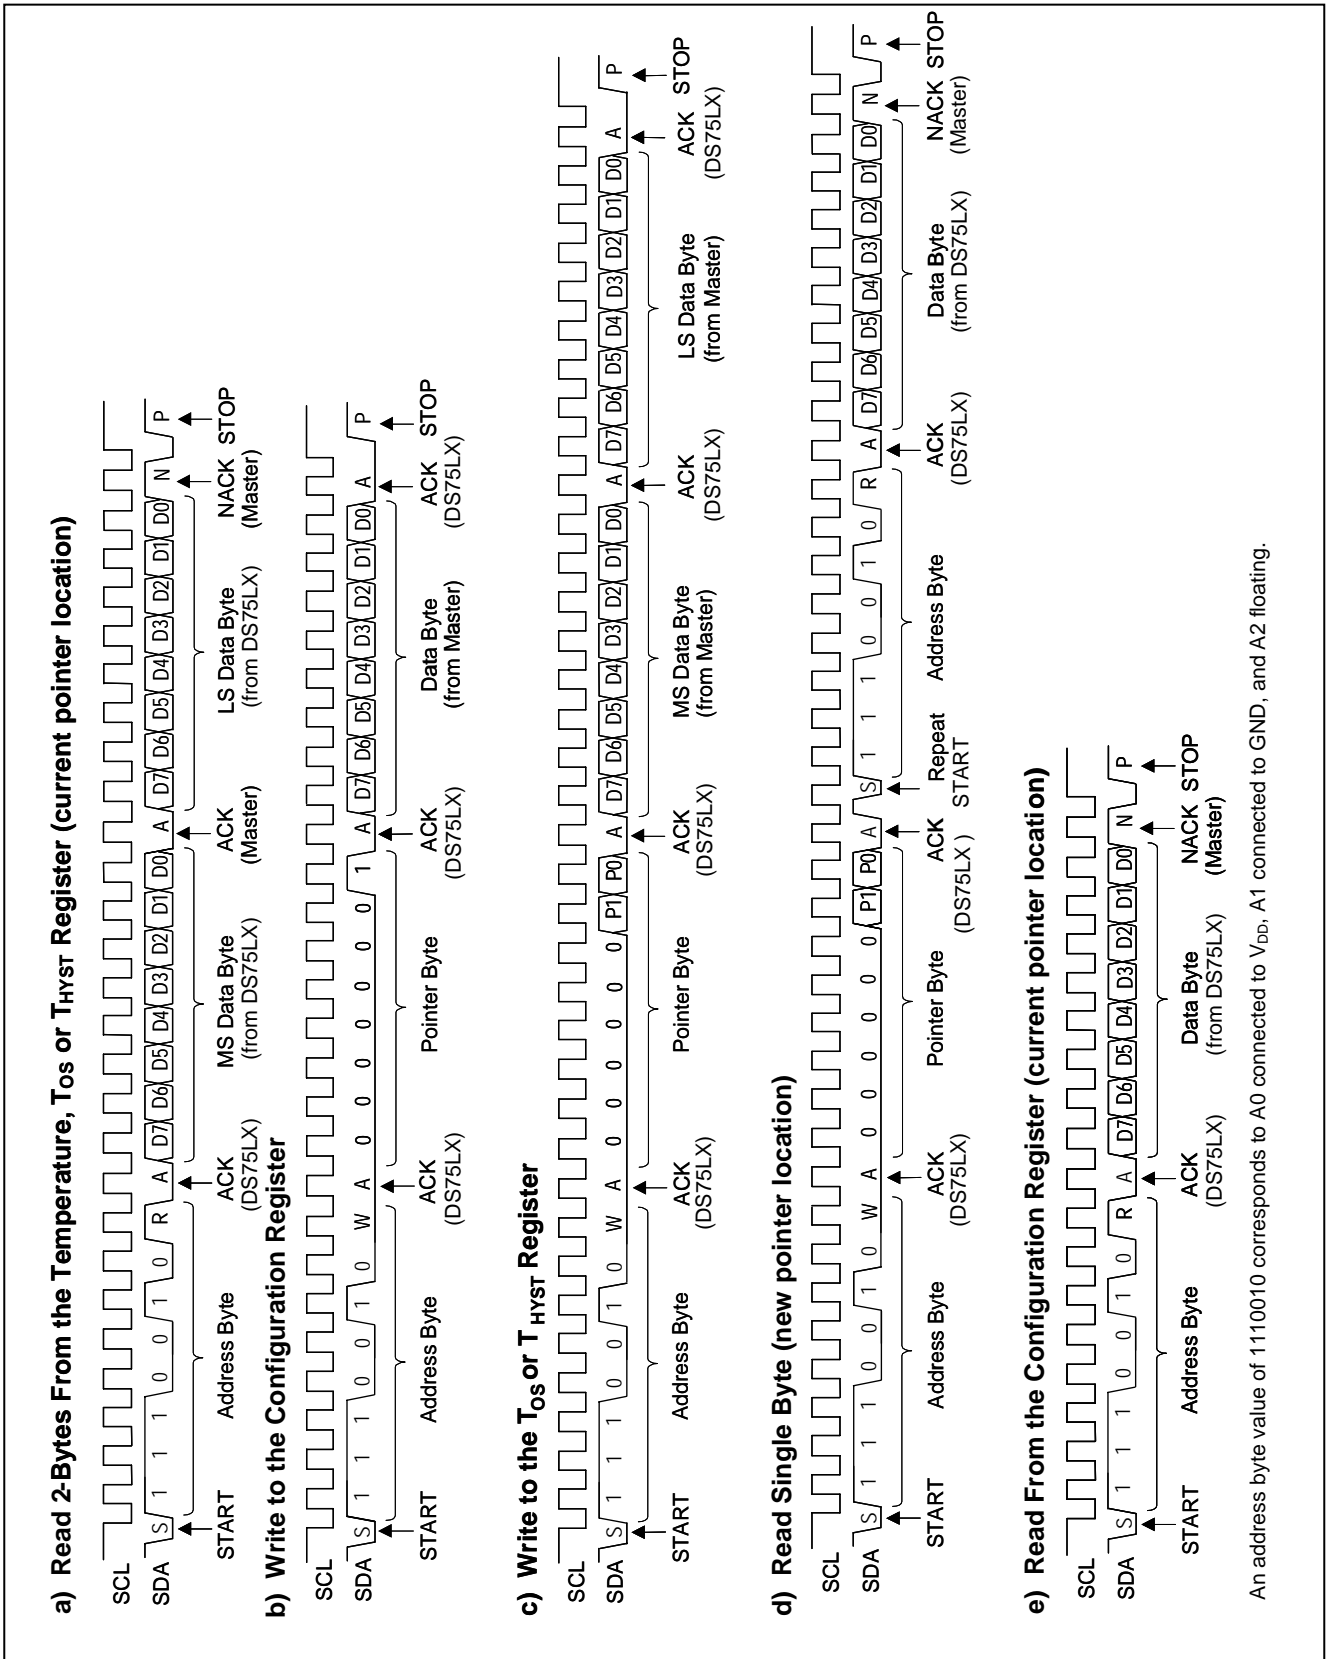 a) Read 2-Bytes From the Temperature, TOS or THYST Register (current pointer location)
SCL
SDA S 1 1 1 0 0 1 0 R A D7 D6 D5 D4 D3 D2 D1 D0 A D7 D6 D5 D4 D3 D2 D1 D0 N P
START Address Byte ACK (DS75LX) MS Data Byte (from DS75LX) ACK (Master) LS Data Byte (from DS75LX) NACK (Master) STOP
b) Write to the Configuration Register
SCL
SDA S 1 1 1 0 0 1 0 W A 0 0 0 0 0 0 0 1 A D7 D6 D5 D4 D3 D2 D1 D0 A P
START Address Byte ACK (DS75LX) Pointer Byte ACK (DS75LX) Data Byte (from Master) ACK (DS75LX) STOP
c) Write to the TOS or THYST Register
SCL
SDA S 1 1 1 0 0 1 0 W A 0 0 0 0 0 0 P1 P0 A D7 D6 D5 D4 D3 D2 D1 D0 A D7 D6 D5 D4 D3 D2 D1 D0 A P
START Address Byte ACK (DS75LX) Pointer Byte ACK (DS75LX) MS Data Byte (from Master) ACK (DS75LX) LS Data Byte (from Master) ACK (DS75LX) STOP
d) Read Single Byte (new pointer location)
SCL
SDA S 1 1 1 0 0 1 0 W A 0 0 0 0 0 0 P1 P0 A S 1 1 1 0 0 1 0 R A D7 D6 D5 D4 D3 D2 D1 D0 N P
START Address Byte ACK (DS75LX) Pointer Byte ACK (DS75LX ) Repeat START Address Byte ACK (DS75LX) Data Byte (from DS75LX) NACK (Master) STOP
e) Read From the Configuration Register (current pointer location)
SCL
SDA S 1 1 1 0 0 1 0 R A D7 D6 D5 D4 D3 D2 D1 D0 N P
START Address Byte ACK (DS75LX) Data Byte (from DS75LX) NACK (Master) STOP
An address byte value of 1110010 corresponds to A0 connected to VDD, A1 connected to GND, and A2 floating.